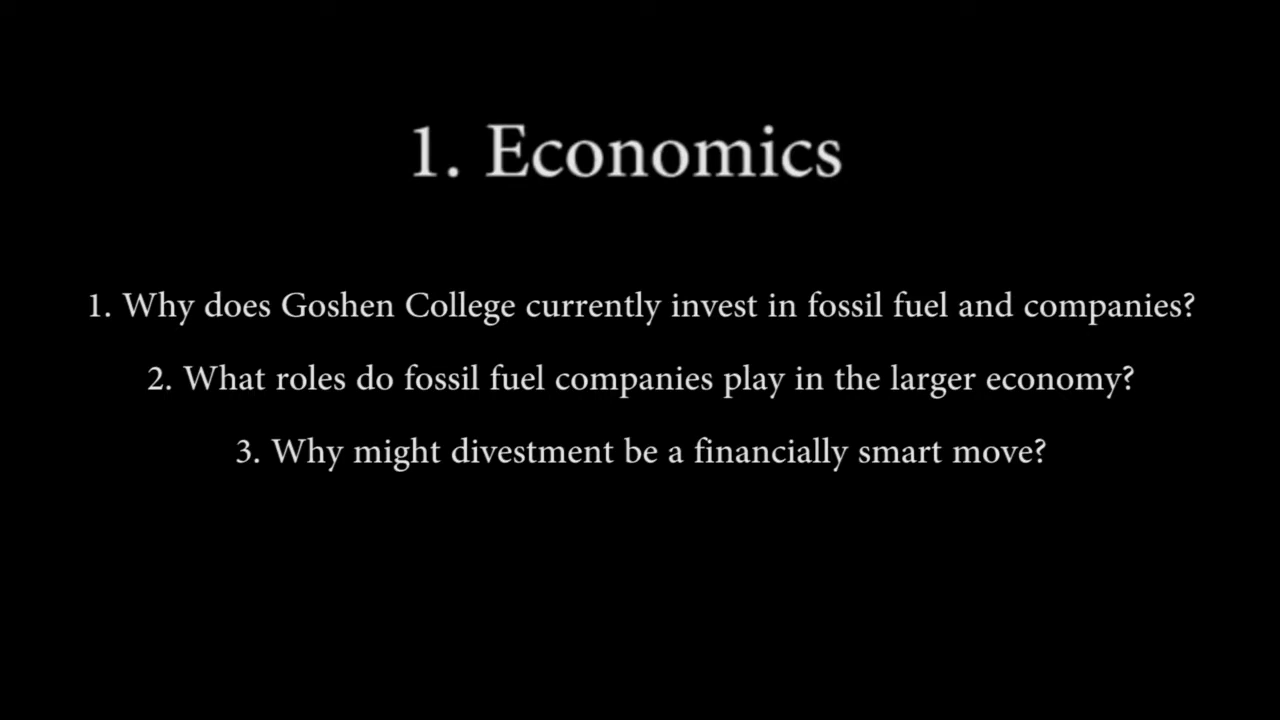 1. Economics
1. Why does Goshen College currently invest in fossil fuel and companies?
2. What roles do fossil fuel companies play in the larger economy?
3. Why might divestment be a financially smart move?